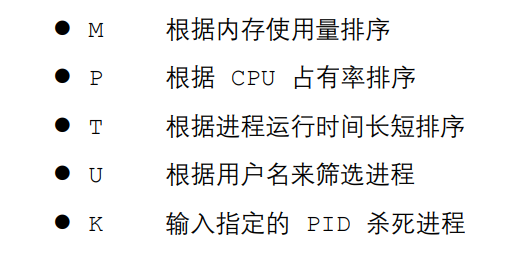 ● M 根据内存使用量排序
● P 根据 CPU 占有率排序
● T 根据进程运行时间长短排序
● U 根据用户名来筛选进程
● K 输入指定的 PID 杀死进程